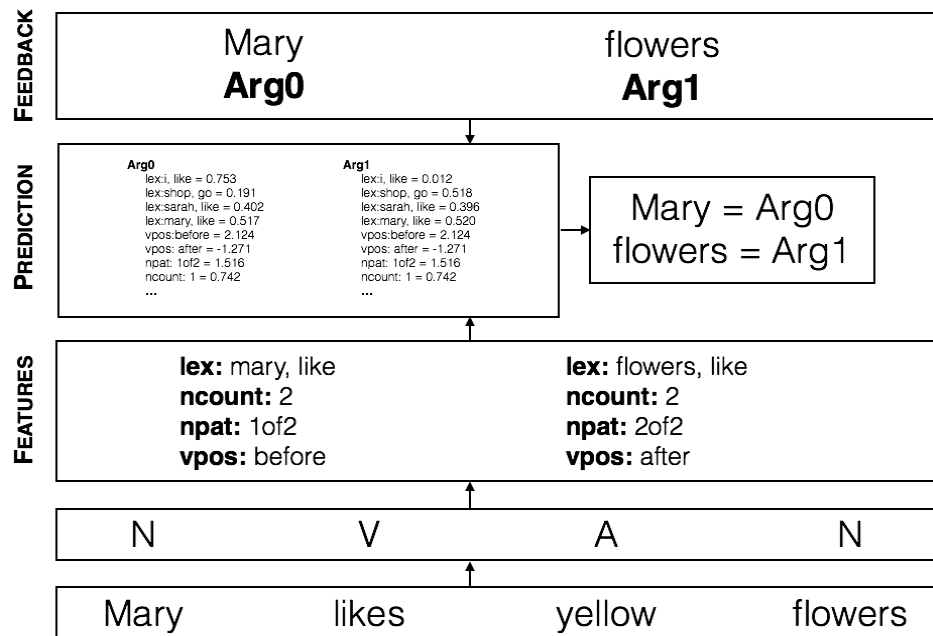 FEEDBACK
Mary flowers
Arg0 Arg1
PREDICTION
Arg0
lex:i, like = 0.753
lex:shop, go = 0.191
lex:sarah, like = 0.402
lex:mary, like = 0.517
vpos:before = 2.124
vpos: after = -1.271
npat: 1of2 = 1.516
ncount: 1 = 0.742
...
Arg1
lex:i, like = 0.012
lex:shop, go = 0.518
lex:sarah, like = 0.396
lex:mary, like = 0.520
vpos:before = 2.124
vpos: after = -1.271
npat: 1of2 = 1.516
ncount: 1 = 0.742
...
Mary = Arg0
flowers = Arg1
FEATURES
lex: mary, like
ncount: 2
npat: 1of2
vpos: before
lex: flowers, like
ncount: 2
npat: 2of2
vpos: after
N V A N
Mary likes yellow flowers